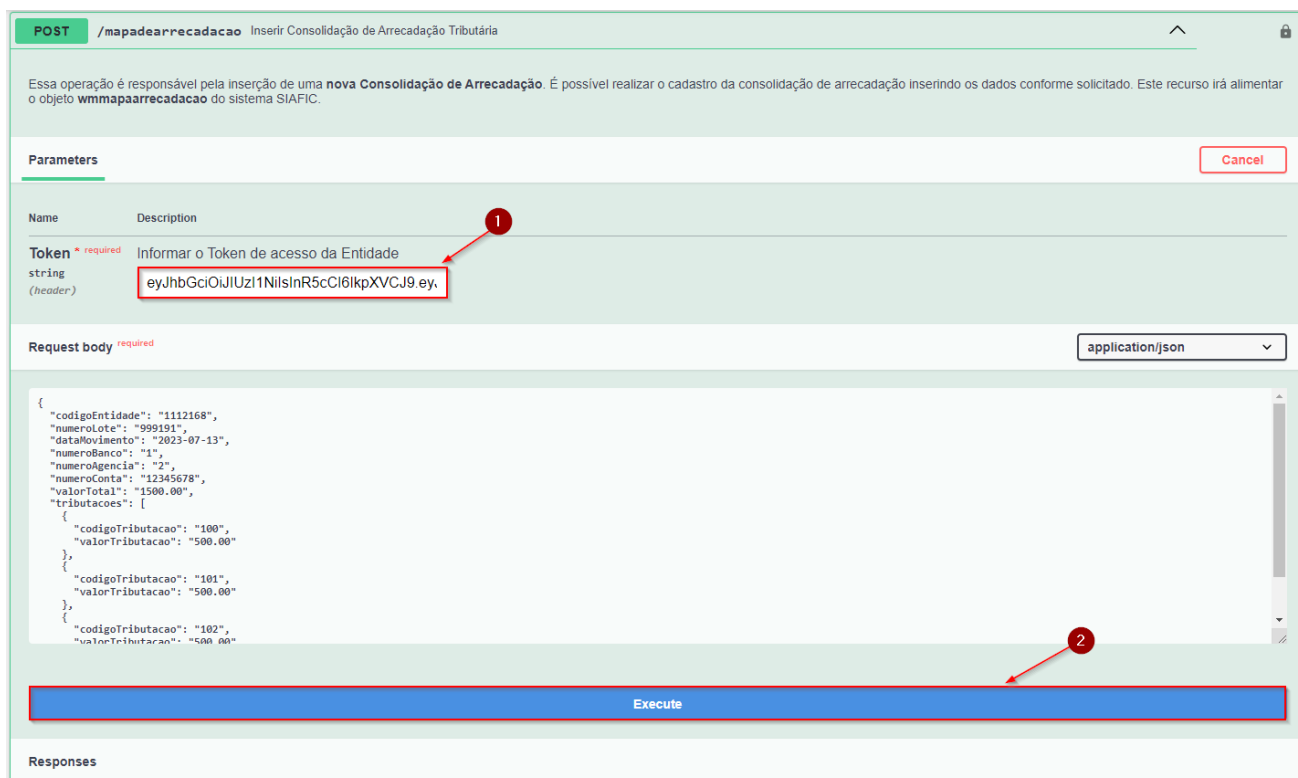 POST /mapadearrecadacao Inserir Consolidação de Arrecadação Tributária
Essa operação é responsável pela inserção de uma nova Consolidação de Arrecadação. É possível realizar o cadastro da consolidação de arrecadação inserindo os dados conforme solicitado. Este recurso irá alimentar
o objeto wmmapaarrecadacao do sistema SIAFIC.
Parameters
Cancel
Name Description
1
Token * required Informar o Token de acesso da Entidade
string
(header)
eyJhbGciOiJIUzI1NiIsInR5cCI6IkpXVCJ9.ey
Request body required
application/json
{
"codigoEntidade": "1112168",
"numeroLote": "999191",
"dataMovimento": "2023-07-13",
"numeroBanco": "1",
"numeroAgencia": "2",
"numeroConta": "12345678",
"valorTotal": "1500.00",
"tributacoes": [
{
"codigoTributacao": "100",
"valorTributacao": "500.00"
},
{
"codigoTributacao": "101",
"valorTributacao": "500.00"
},
{
"codigoTributacao": "102",
"valorTributacao": "500.00"
2
Execute
Responses